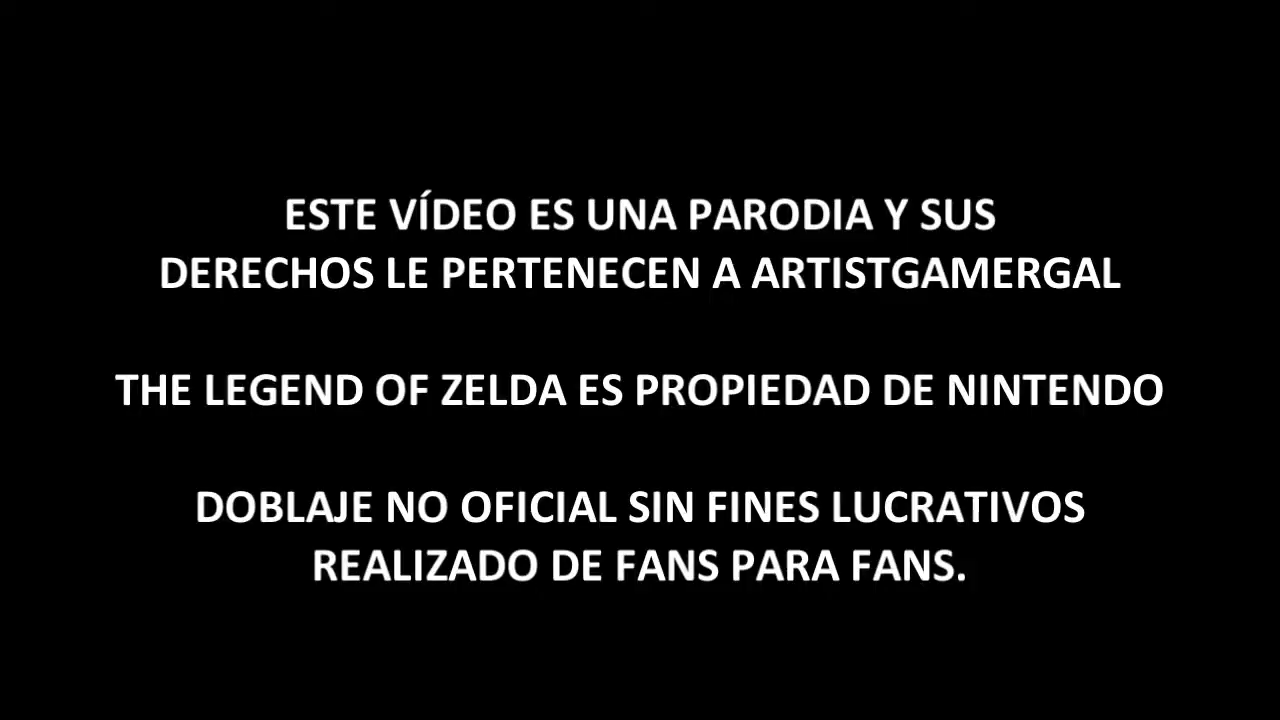 ESTE VÍDEO ES UNA PARODIA Y SUS
DERECHOS LE PERTENECEN A ARTISTGAMERGAL
THE LEGEND OF ZELDA ES PROPIEDAD DE NINTENDO
DOBLAJE NO OFICIAL SIN FINES LUCRATIVOS
REALIZADO DE FANS PARA FANS.